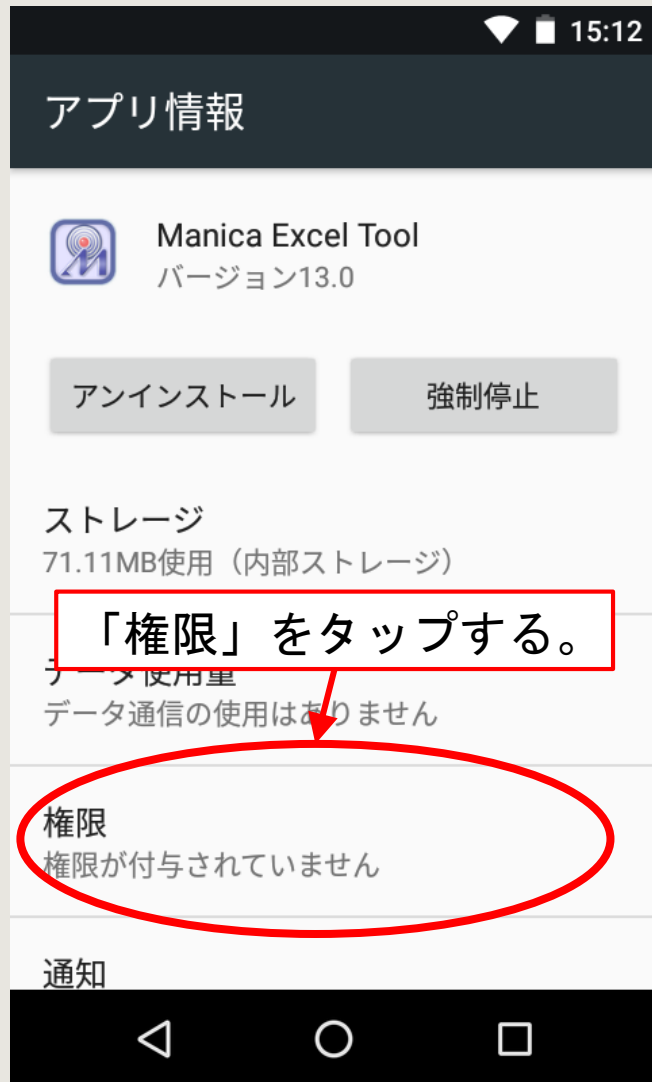 15:12
アプリ情報
Manica Excel Tool
バージョン13.0
アンインストール
強制停止
ストレージ
71.11MB使用（内部ストレージ）
「権限」をタップする。
データ使用量
データ通信の使用はありません
権限
権限が付与されていません
通知